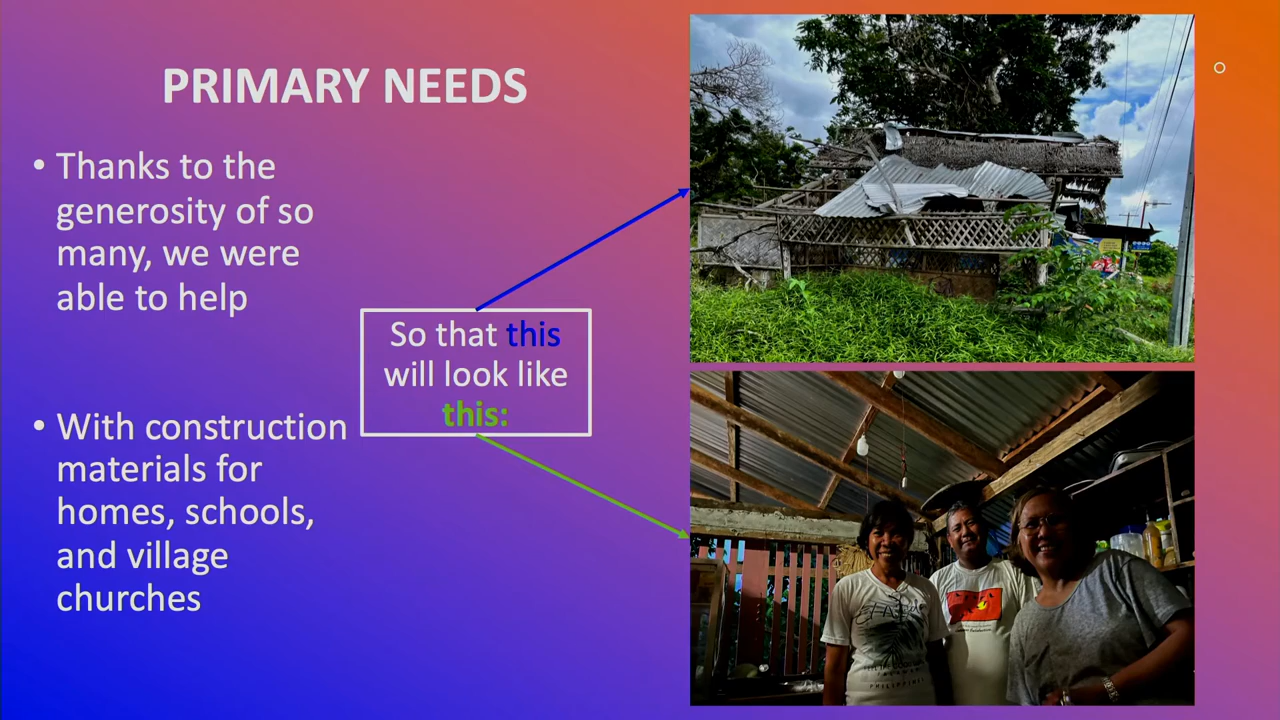 PRIMARY NEEDS
• Thanks to the
generosity of so
many, we were
able to help
So that this
will look like
this:
• With construction
materials for
homes, schools,
and village
churches
PHILIPPINES